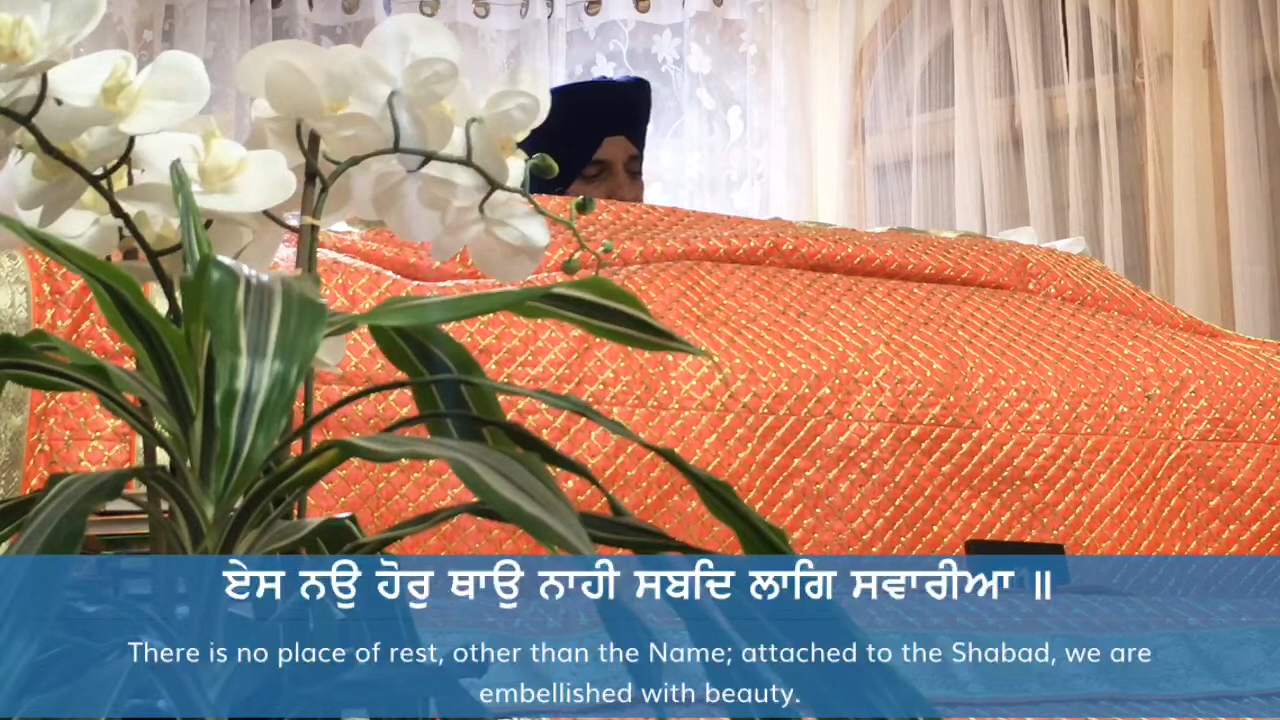 ਏਸ ਨਉ ਹੋਰੁ ਥਾਉ ਨਾਹੀ ਸਬਦਿ ਲਾਗਿ ਸਵਾਰੀਆ ॥
There is no place of rest, other than the Name; attached to the Shabad, we are
embellished with beauty.